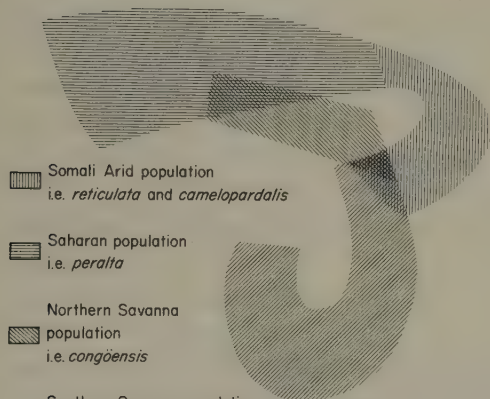 Somali Arid population
i.e. reticulata and camelopardalis
Saharan population
i.e. peralta
Northern Savanna
population
i.e. congöensis